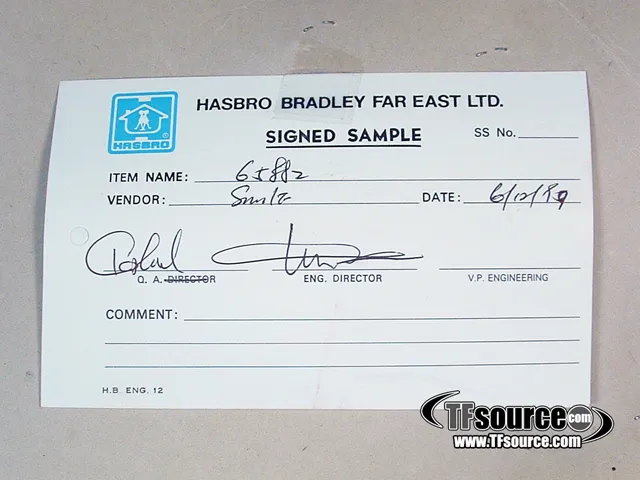 HASBRO
HASBRO BRADLEY FAR EAST LTD.
SIGNED SAMPLE
SS No.
ITEM NAME: 65882
VENDOR:
DATE: 6/12/89
Q. A. DIRECTOR
ENG. DIRECTOR
V.P. ENGINEERING
COMMENT:
H.B. ENG. 12
TFsource.com
www.TFsource.com